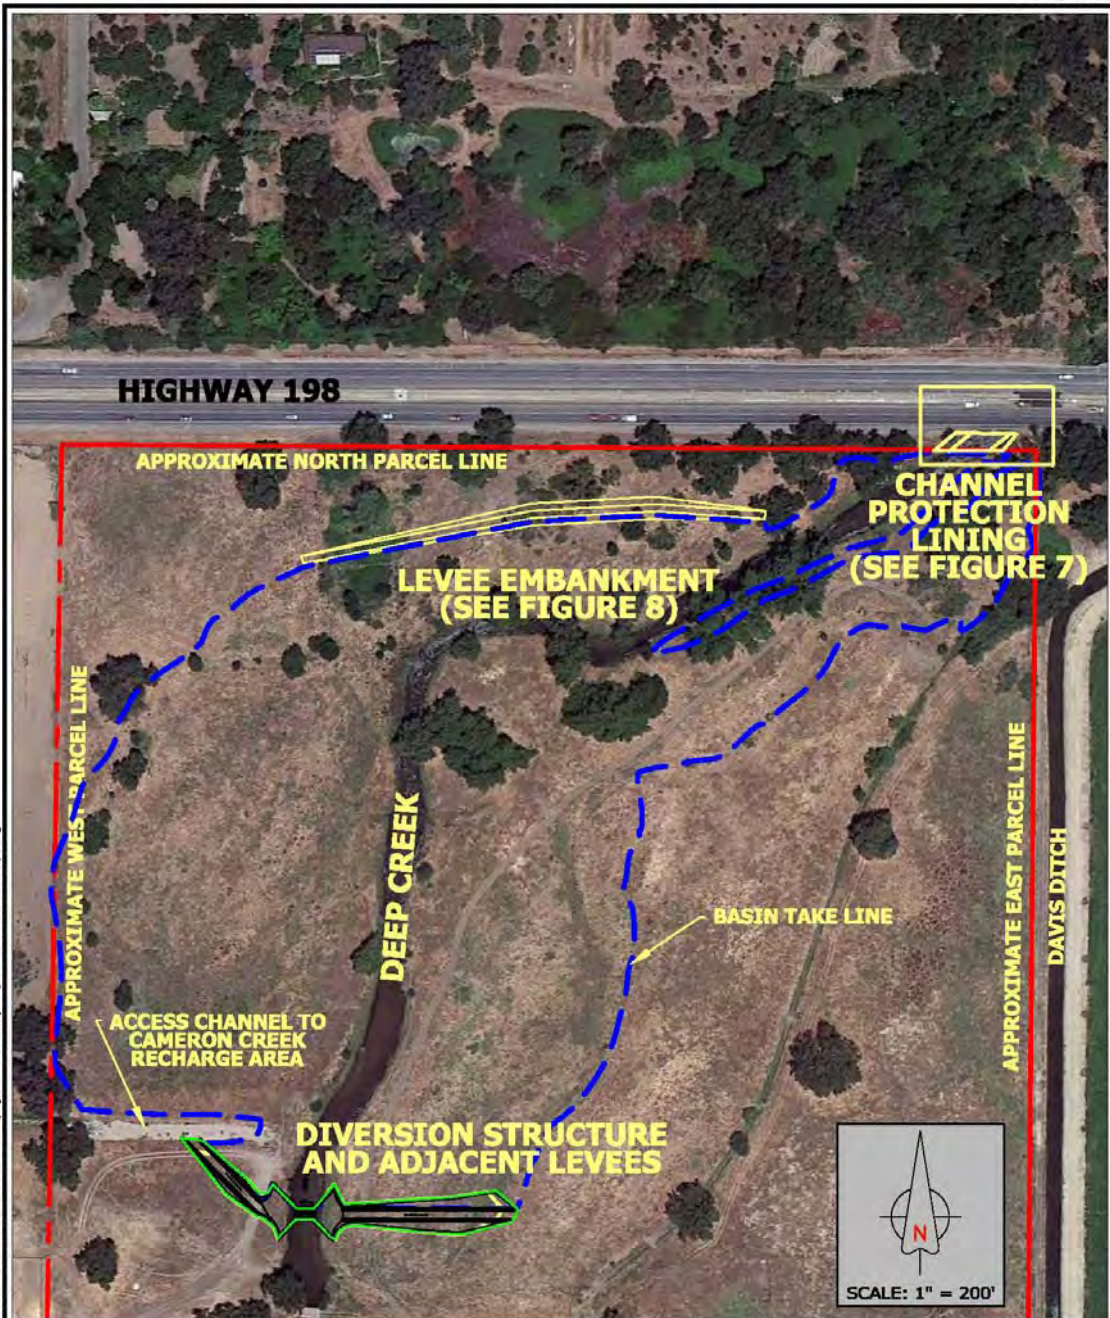 HIGHWAY 198
APPROXIMATE NORTH PARCEL LINE
CHANNEL
PROTECTION
LINING
(SEE FIGURE 7)
LEVEE EMBANKMENT
(SEE FIGURE 8)
APPROXIMATE WEST PARCEL LINE
DEEP CREEK
BASIN TAKE LINE
APPROXIMATE EAST PARCEL LINE
DAVIS DITCH
ACCESS CHANNEL TO
CAMERON CREEK
RECHARGE AREA
DIVERSION STRUCTURE
AND ADJACENT LEVEES
N
SCALE: 1" = 200'